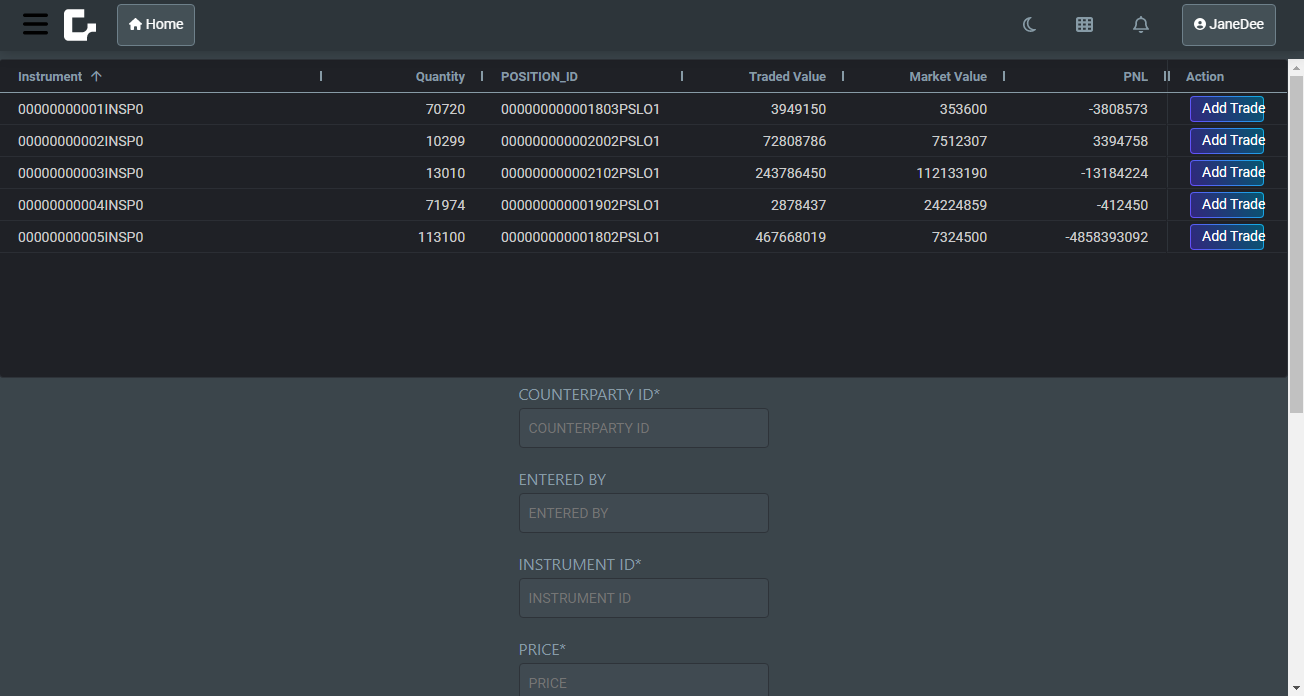 Home JaneDee
Instrument Quantity POSITION_ID Traded Value Market Value PNL Action
00000000001INSP0 70720 000000000001803PSLO1 3949150 353600 -3808573 Add Trade
00000000002INSP0 10299 000000000002002PSLO1 72808786 7512307 3394758 Add Trade
00000000003INSP0 13010 000000000002102PSLO1 243786450 112133190 -13184224 Add Trade
00000000004INSP0 71974 000000000001902PSLO1 2878437 24224859 -412450 Add Trade
00000000005INSP0 113100 000000000001802PSLO1 467668019 7324500 -4858393092 Add Trade
COUNTERPARTY ID*
COUNTERPARTY ID
ENTERED BY
ENTERED BY
INSTRUMENT ID*
INSTRUMENT ID
PRICE*
PRICE